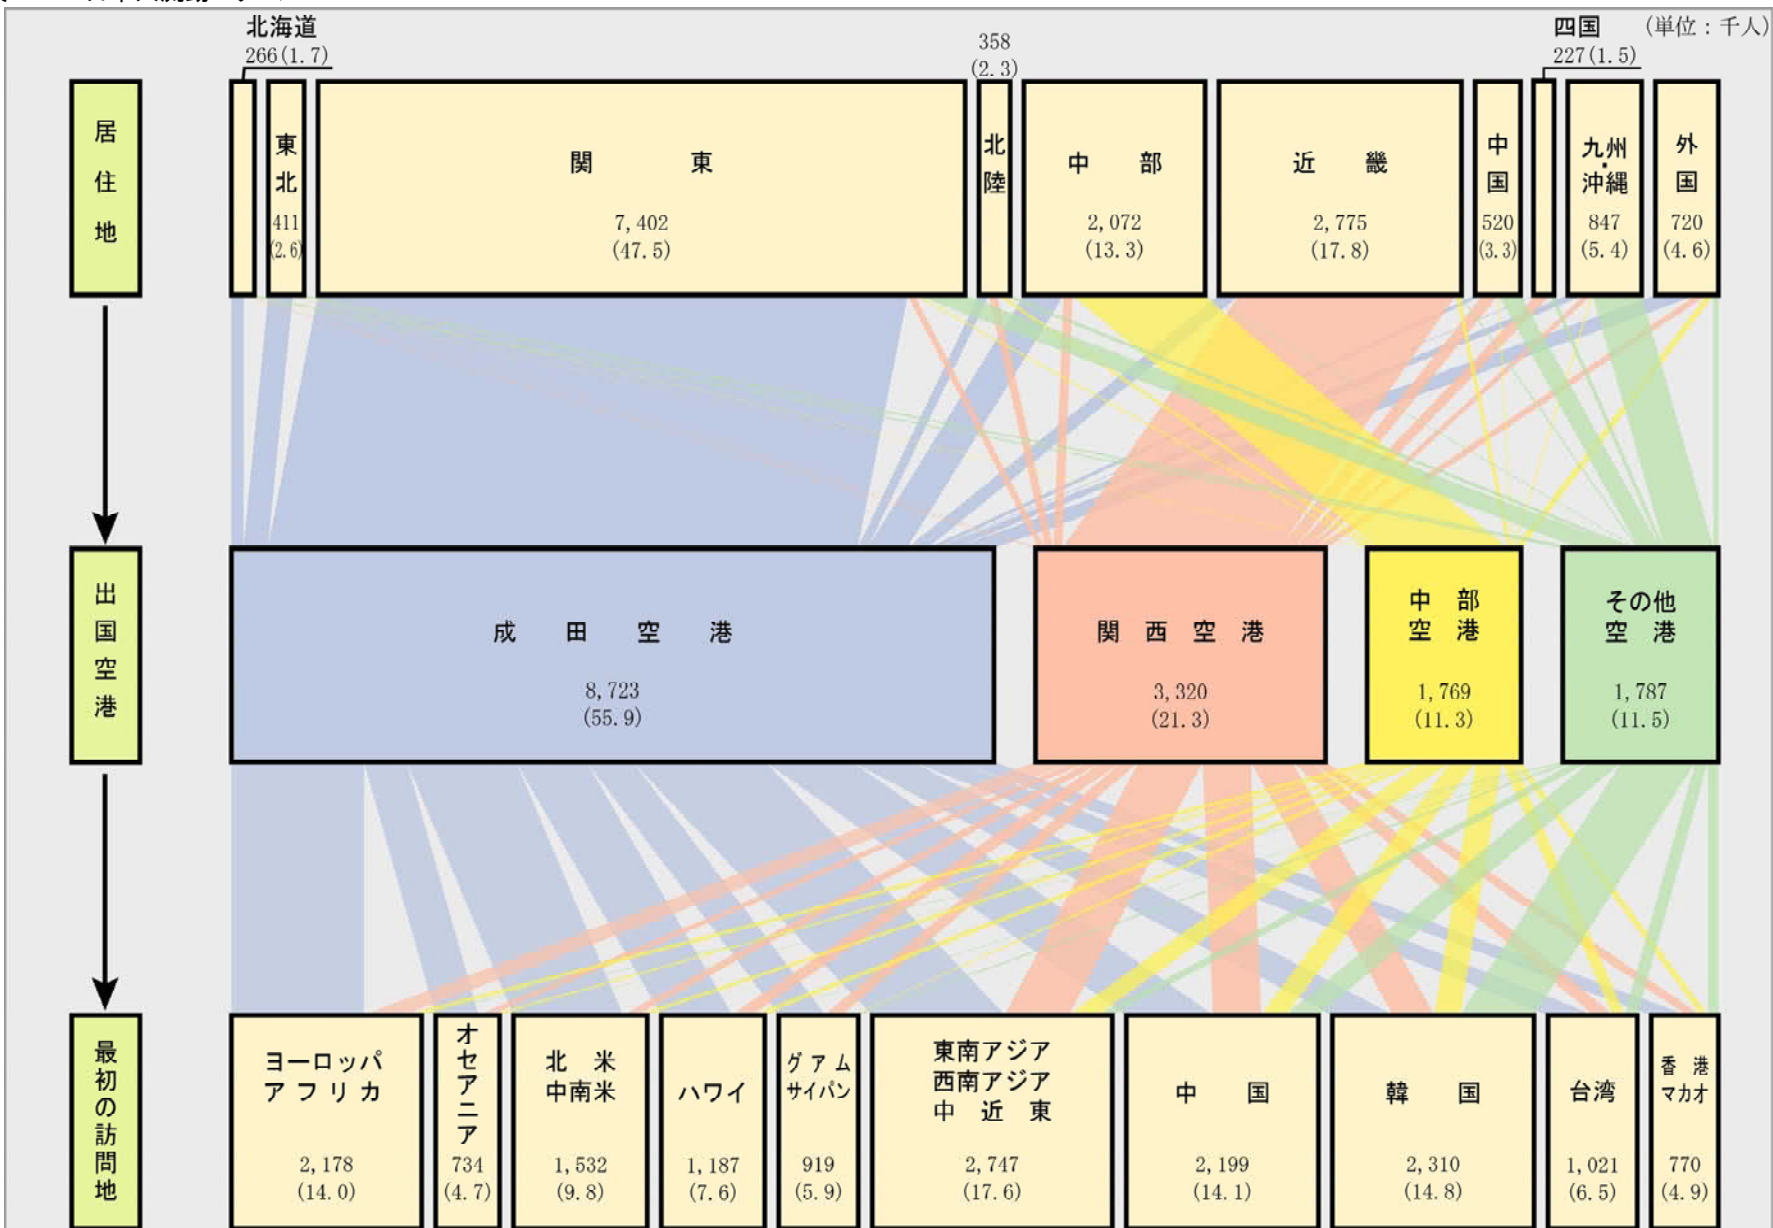 北海道
266(1.7)
358
(2.3)
四国
227(1.5)
(単位：千人)
居住地
東北
411
(2.6)
関東
7,402
(47.5)
北陸
中部
2,072
(13.3)
近畿
2,775
(17.8)
中国
520
(3.3)
九州・
沖縄
847
(5.4)
外国
720
(4.6)
出国空港
成田空港
8,723
(55.9)
関西空港
3,320
(21.3)
中部
空港
1,769
(11.3)
その他
空港
1,787
(11.5)
最初の訪問地
ヨーロッパ
アフリカ
2,178
(14.0)
オセアニア
734
(4.7)
北米
中南米
1,532
(9.8)
ハワイ
1,187
(7.6)
グアム
サイパン
919
(5.9)
東南アジア
西南アジア
中近東
2,747
(17.6)
中国
2,199
(14.1)
韓国
2,310
(14.8)
台湾
1,021
(6.5)
香港
マカオ
770
(4.9)